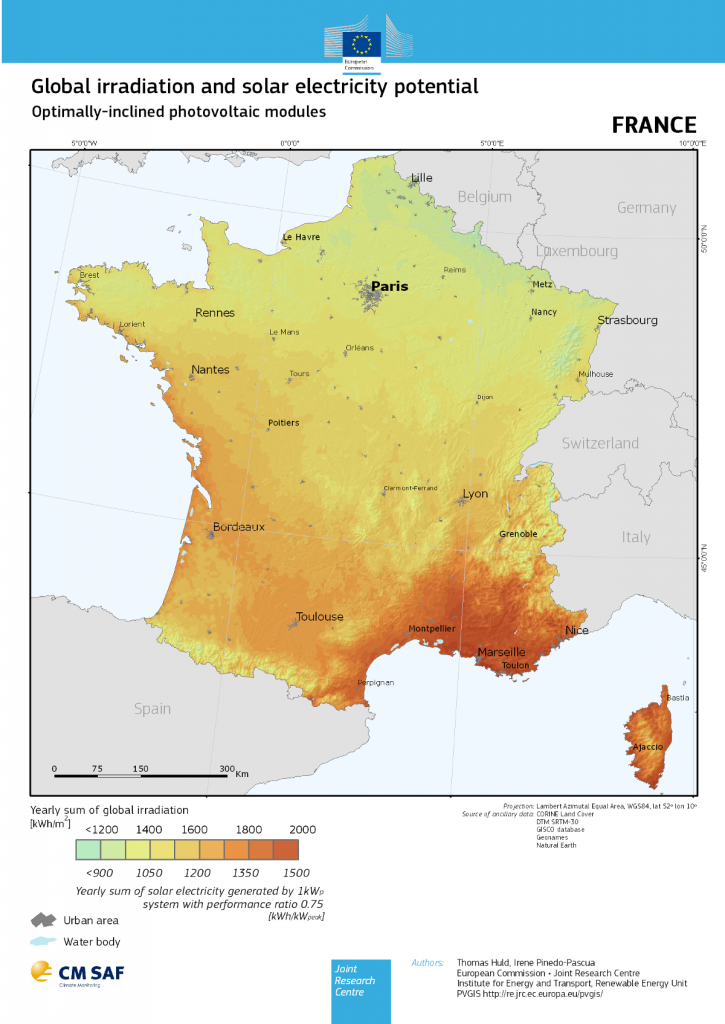 European
Commission
Global irradiation and solar electricity potential
Optimally-inclined photovoltaic modules
FRANCE
5°0'0"W
0°0'0"
5°0'0"E
10°0'0"E
Lille
Belgium
Germany
50°0'0"N
Le Havre
Luxembourg
Brest
Reims
Paris
Metz
Rennes
Nancy
Lorient
Strasbourg
Le Mans
Orléans
Nantes
Tours
Mulhouse
Dijon
Poitiers
Switzerland
Clarmont-Ferrand
Lyon
Bordeaux
Grenoble
Italy
45°0'0"N
Toulouse
Montpellier
Nice
Marseille
Toulon
Perpignan
Bastia
Spain
Ajaccio
0 75 150 300 Km
Yearly sum of global irradiation
[kWh/m²]
<1200 1400 1600 1800 2000
<900 1050 1200 1350 1500
Yearly sum of solar electricity generated by 1kWp
system with performance ratio 0.75
[kWh/kWpeak]
Projection: Lambert Azimutal Equal Area, WGS84, lat 52º lon 10º
Source of ancillary data: CORINE Land Cover
DTM SRTM-30
GISCO database
Geonames
Natural Earth
Urban area
Water body
CM SAF
Climate Monitoring
Joint
Research
Centre
Authors: Thomas Huld, Irene Pinedo-Pascua
European Commission • Joint Research Centre
Institute for Energy and Transport, Renewable Energy Unit
PVGIS http://re.jrc.ec.europa.eu/pvgis/